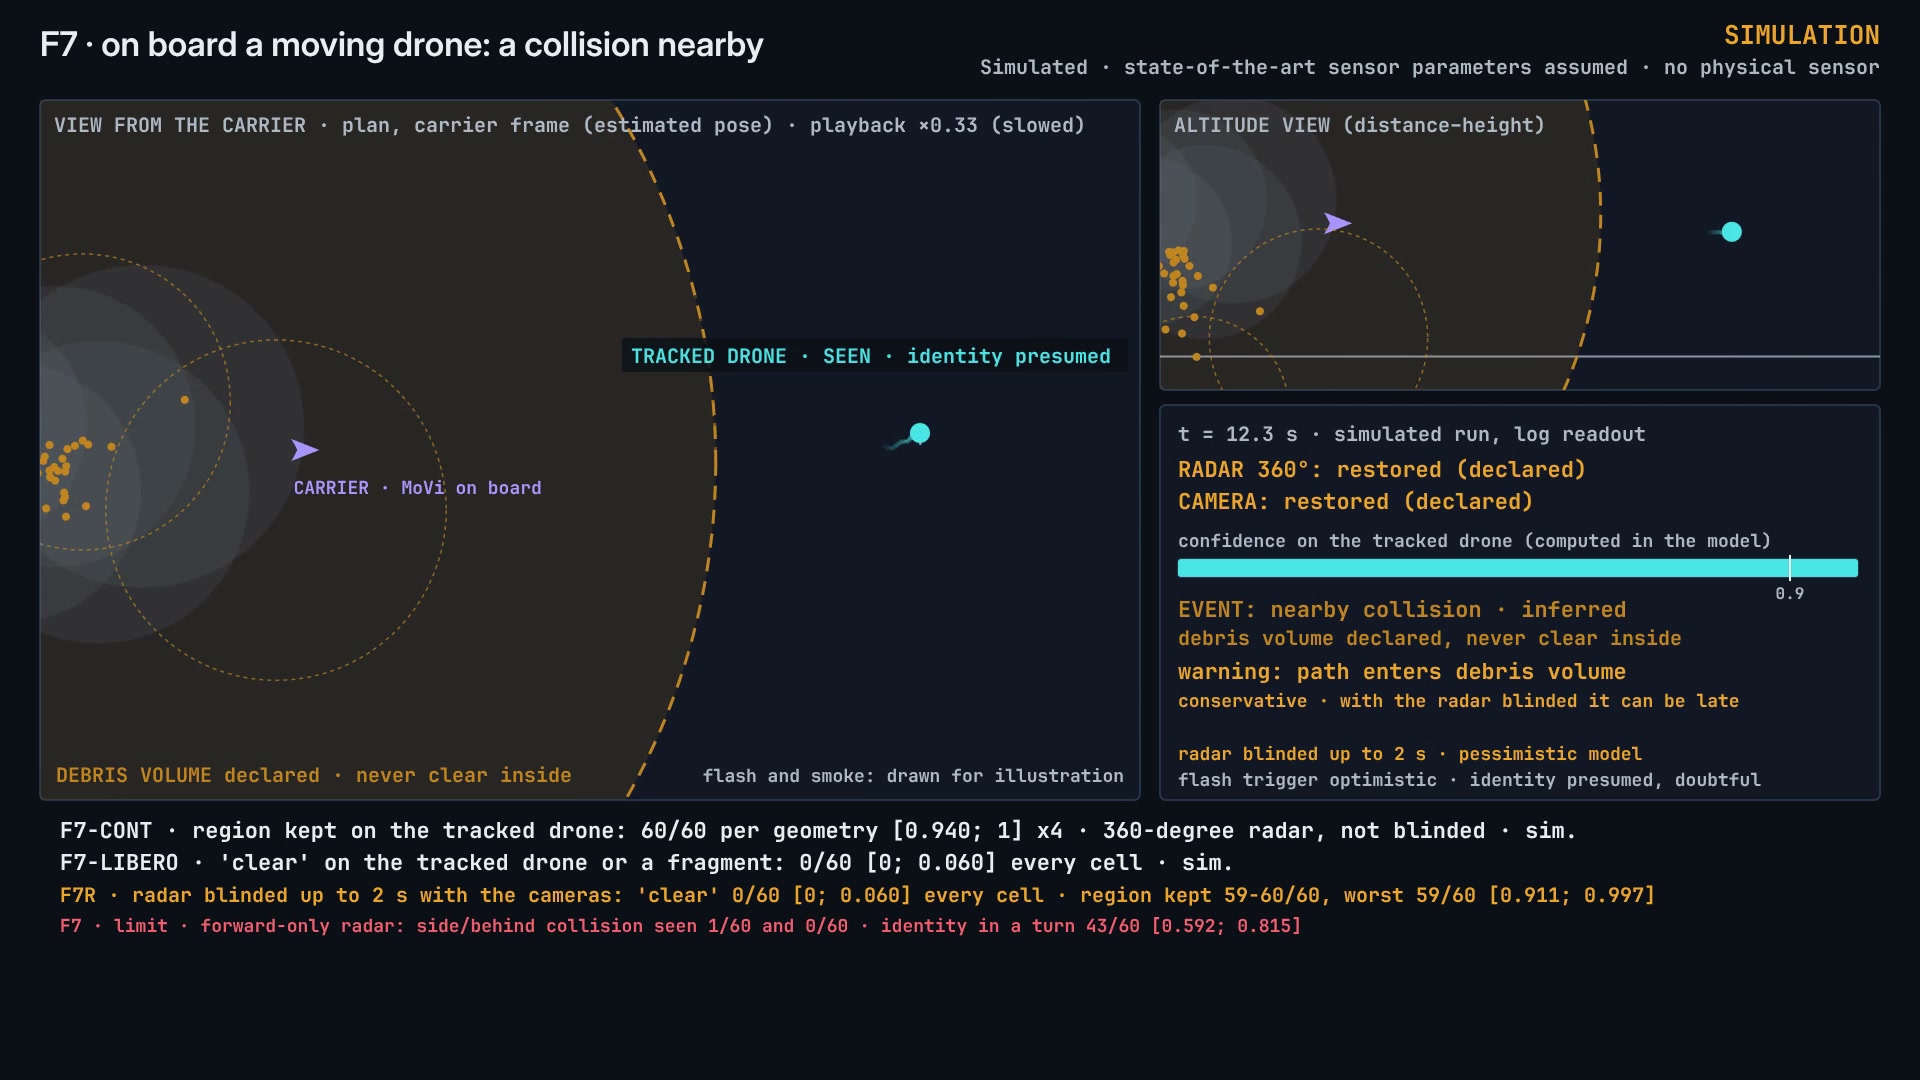 F7 · on board a moving drone: a collision nearby
SIMULATION
Simulated · state-of-the-art sensor parameters assumed · no physical sensor
VIEW FROM THE CARRIER · plan, carrier frame (estimated pose) · playback ×0.33 (slowed)
TRACKED DRONE · SEEN · identity presumed
CARRIER · MoVi on board
DEBRIS VOLUME declared · never clear inside
flash and smoke: drawn for illustration
ALTITUDE VIEW (distance-height)
t = 12.3 s · simulated run, log readout
RADAR 360°: restored (declared)
CAMERA: restored (declared)
confidence on the tracked drone (computed in the model)
0.9
EVENT: nearby collision · inferred
debris volume declared, never clear inside
warning: path enters debris volume
conservative · with the radar blinded it can be late
radar blinded up to 2 s · pessimistic model
flash trigger optimistic · identity presumed, doubtful
F7-CONT · region kept on the tracked drone: 60/60 per geometry [0.940; 1] x4 · 360-degree radar, not blinded · sim.
F7-LIBERO · 'clear' on the tracked drone or a fragment: 0/60 [0; 0.060] every cell · sim.
F7R · radar blinded up to 2 s with the cameras: 'clear' 0/60 [0; 0.060] every cell · region kept 59-60/60, worst 59/60 [0.911; 0.997]
F7 · limit · forward-only radar: side/behind collision seen 1/60 and 0/60 · identity in a turn 43/60 [0.592; 0.815]